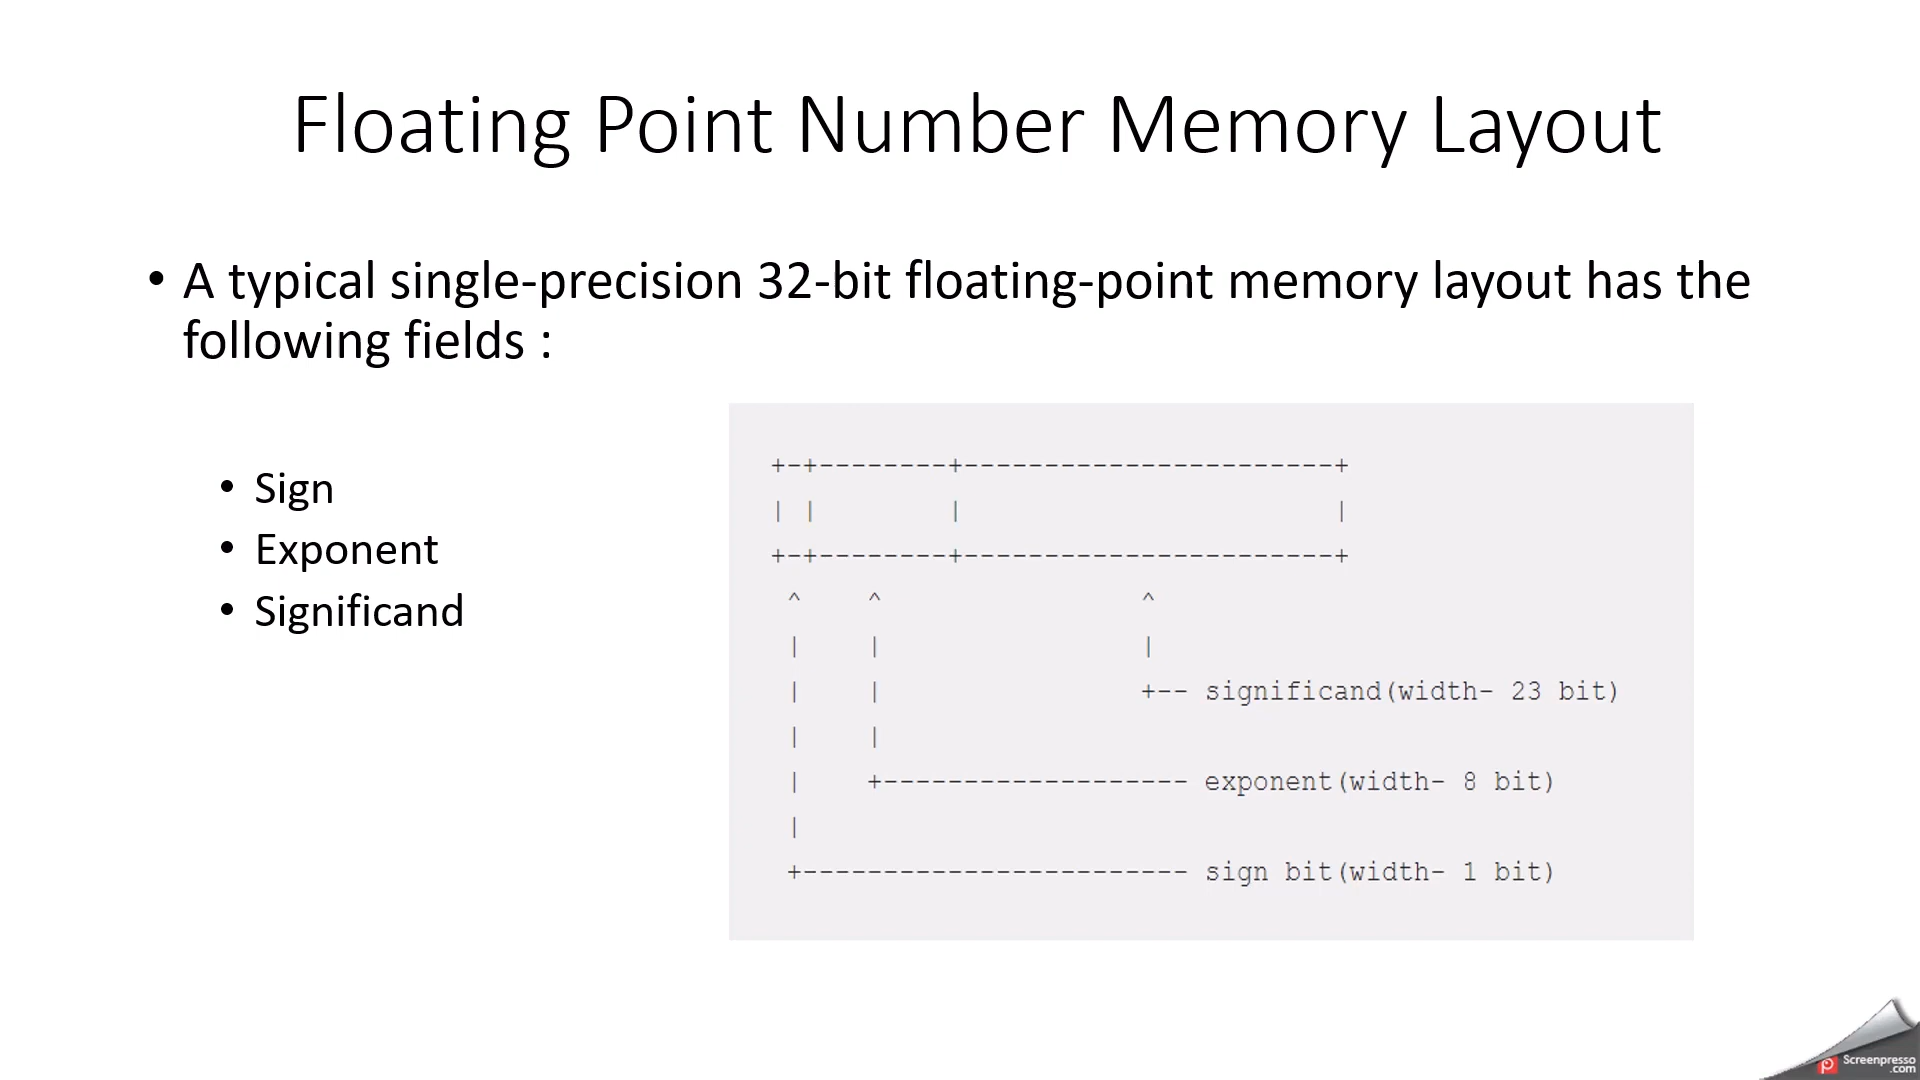 Floating Point Number Memory Layout
• A typical single-precision 32-bit floating-point memory layout has the
following fields :
• Sign
• Exponent
• Significand
+-+--------+-----------------------+
| |        |                       |
+-+--------+-----------------------+
 ^    ^                ^
 |    |                |
 |    |                +-- significand(width- 23 bit)
 |    |
 |    +------------------- exponent(width- 8 bit)
 |
 +------------------------ sign bit(width- 1 bit)
Screenpresso
.com